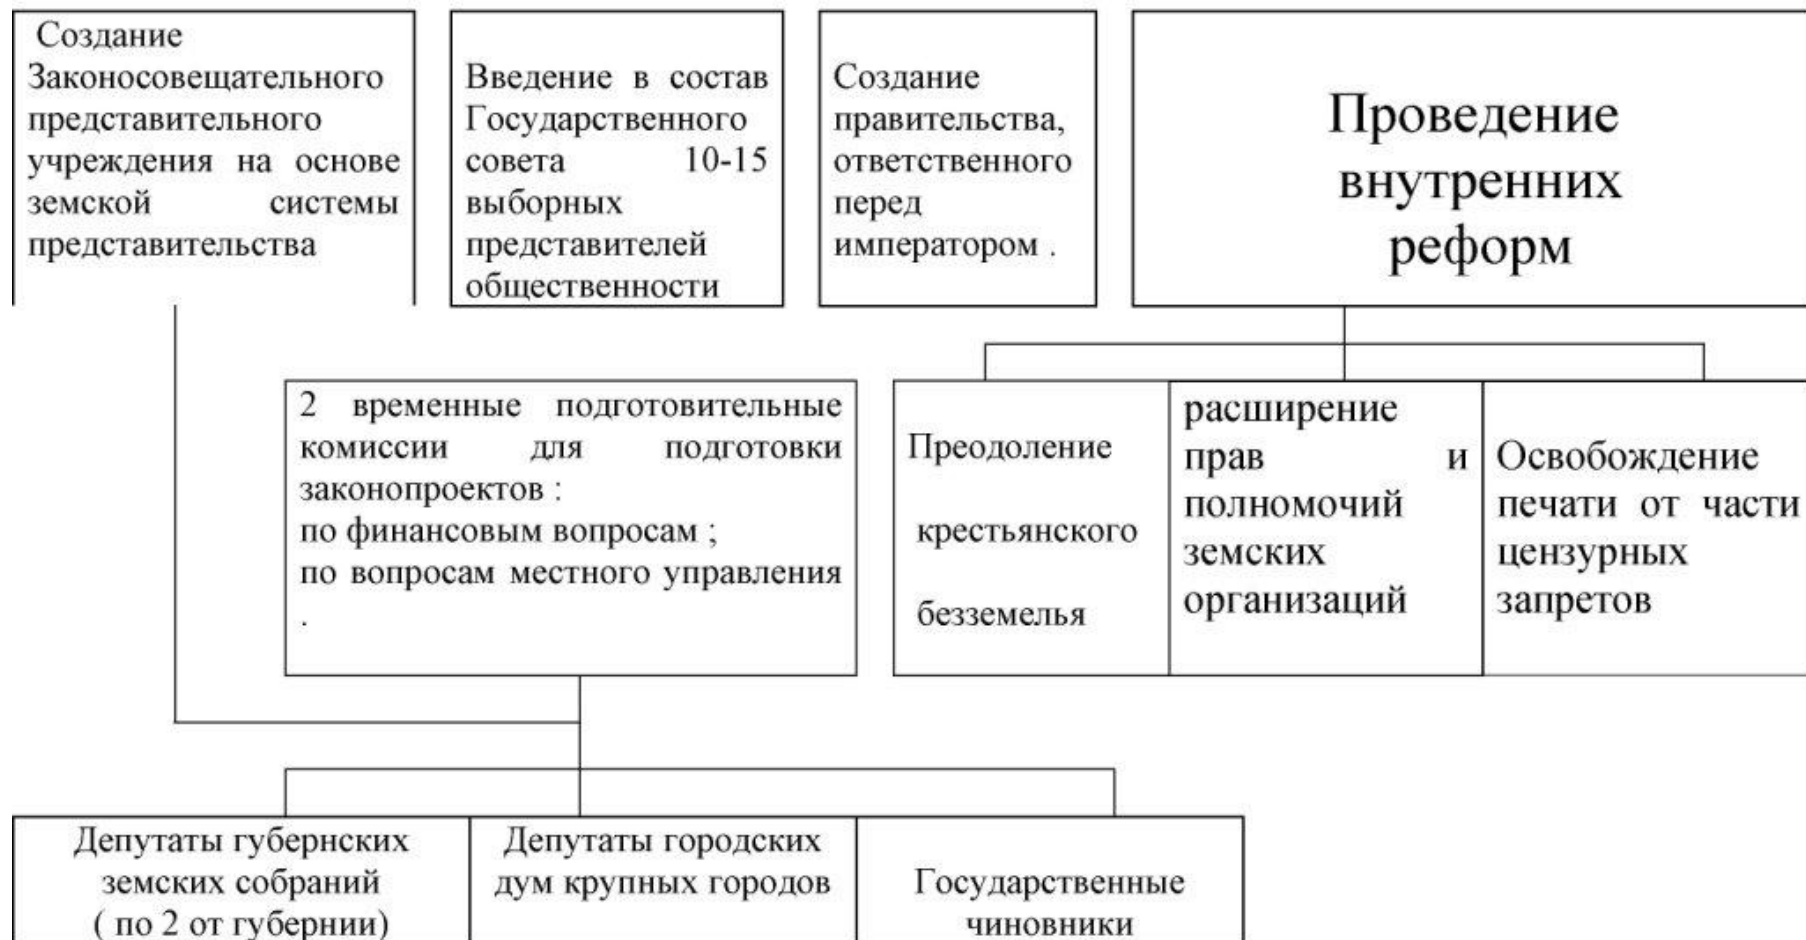 Создание
Законосовещательного
представительного
учреждения на основе
земской системы
представительства
Введение в состав
Государственного
совета 10-15
выборных
представителей
общественности
Создание
правительства,
ответственного
перед
императором .
Проведение
внутренних
реформ
2 временные подготовительные
комиссии для подготовки
законопроектов :
по финансовым вопросам ;
по вопросам местного управления
.
Преодоление
крестьянского
безземелья
расширение
прав и
полномочий
земских
организаций
Освобождение
печати от части
цензурных
запретов
Депутаты губернских
земских собраний
( по 2 от губернии)
Депутаты городских
дум крупных городов
Государственные
чиновники